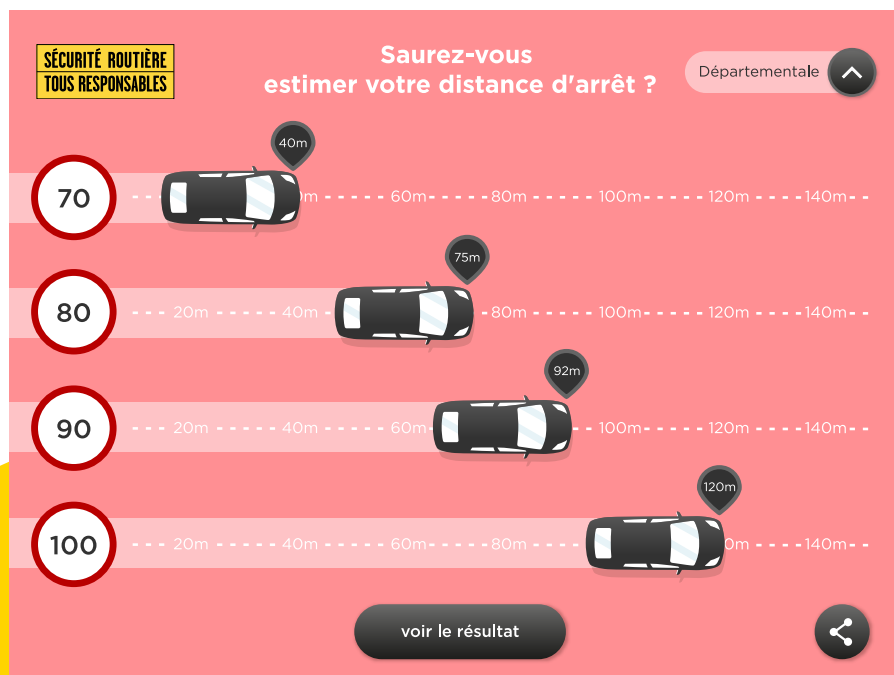 SÉCURITÉ ROUTIÈRE
TOUS RESPONSABLES
Saurez-vous
estimer votre distance d'arrêt ?
Départementale
40m
70 60m 80m 100m 120m 140m
75m
80 20m 40m 80m 100m 120m 140m
92m
90 20m 40m 60m 100m 120m 140m
120m
100 20m 40m 60m 80m 140m
voir le résultat